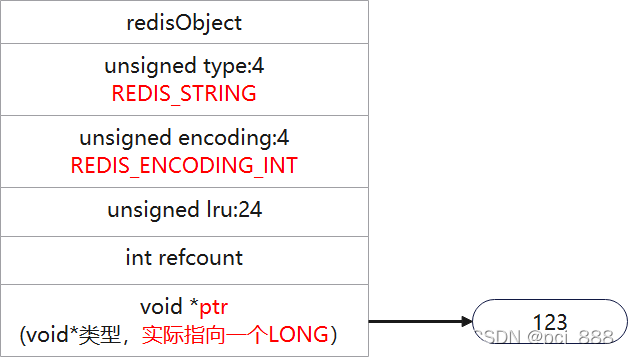 redisObject
unsigned type:4
REDIS_STRING
unsigned encoding:4
REDIS_ENCODING_INT
unsigned lru:24
int refcount
void *ptr
(void*类型，实际指向一个LONG）
123
CSDN @pci_888